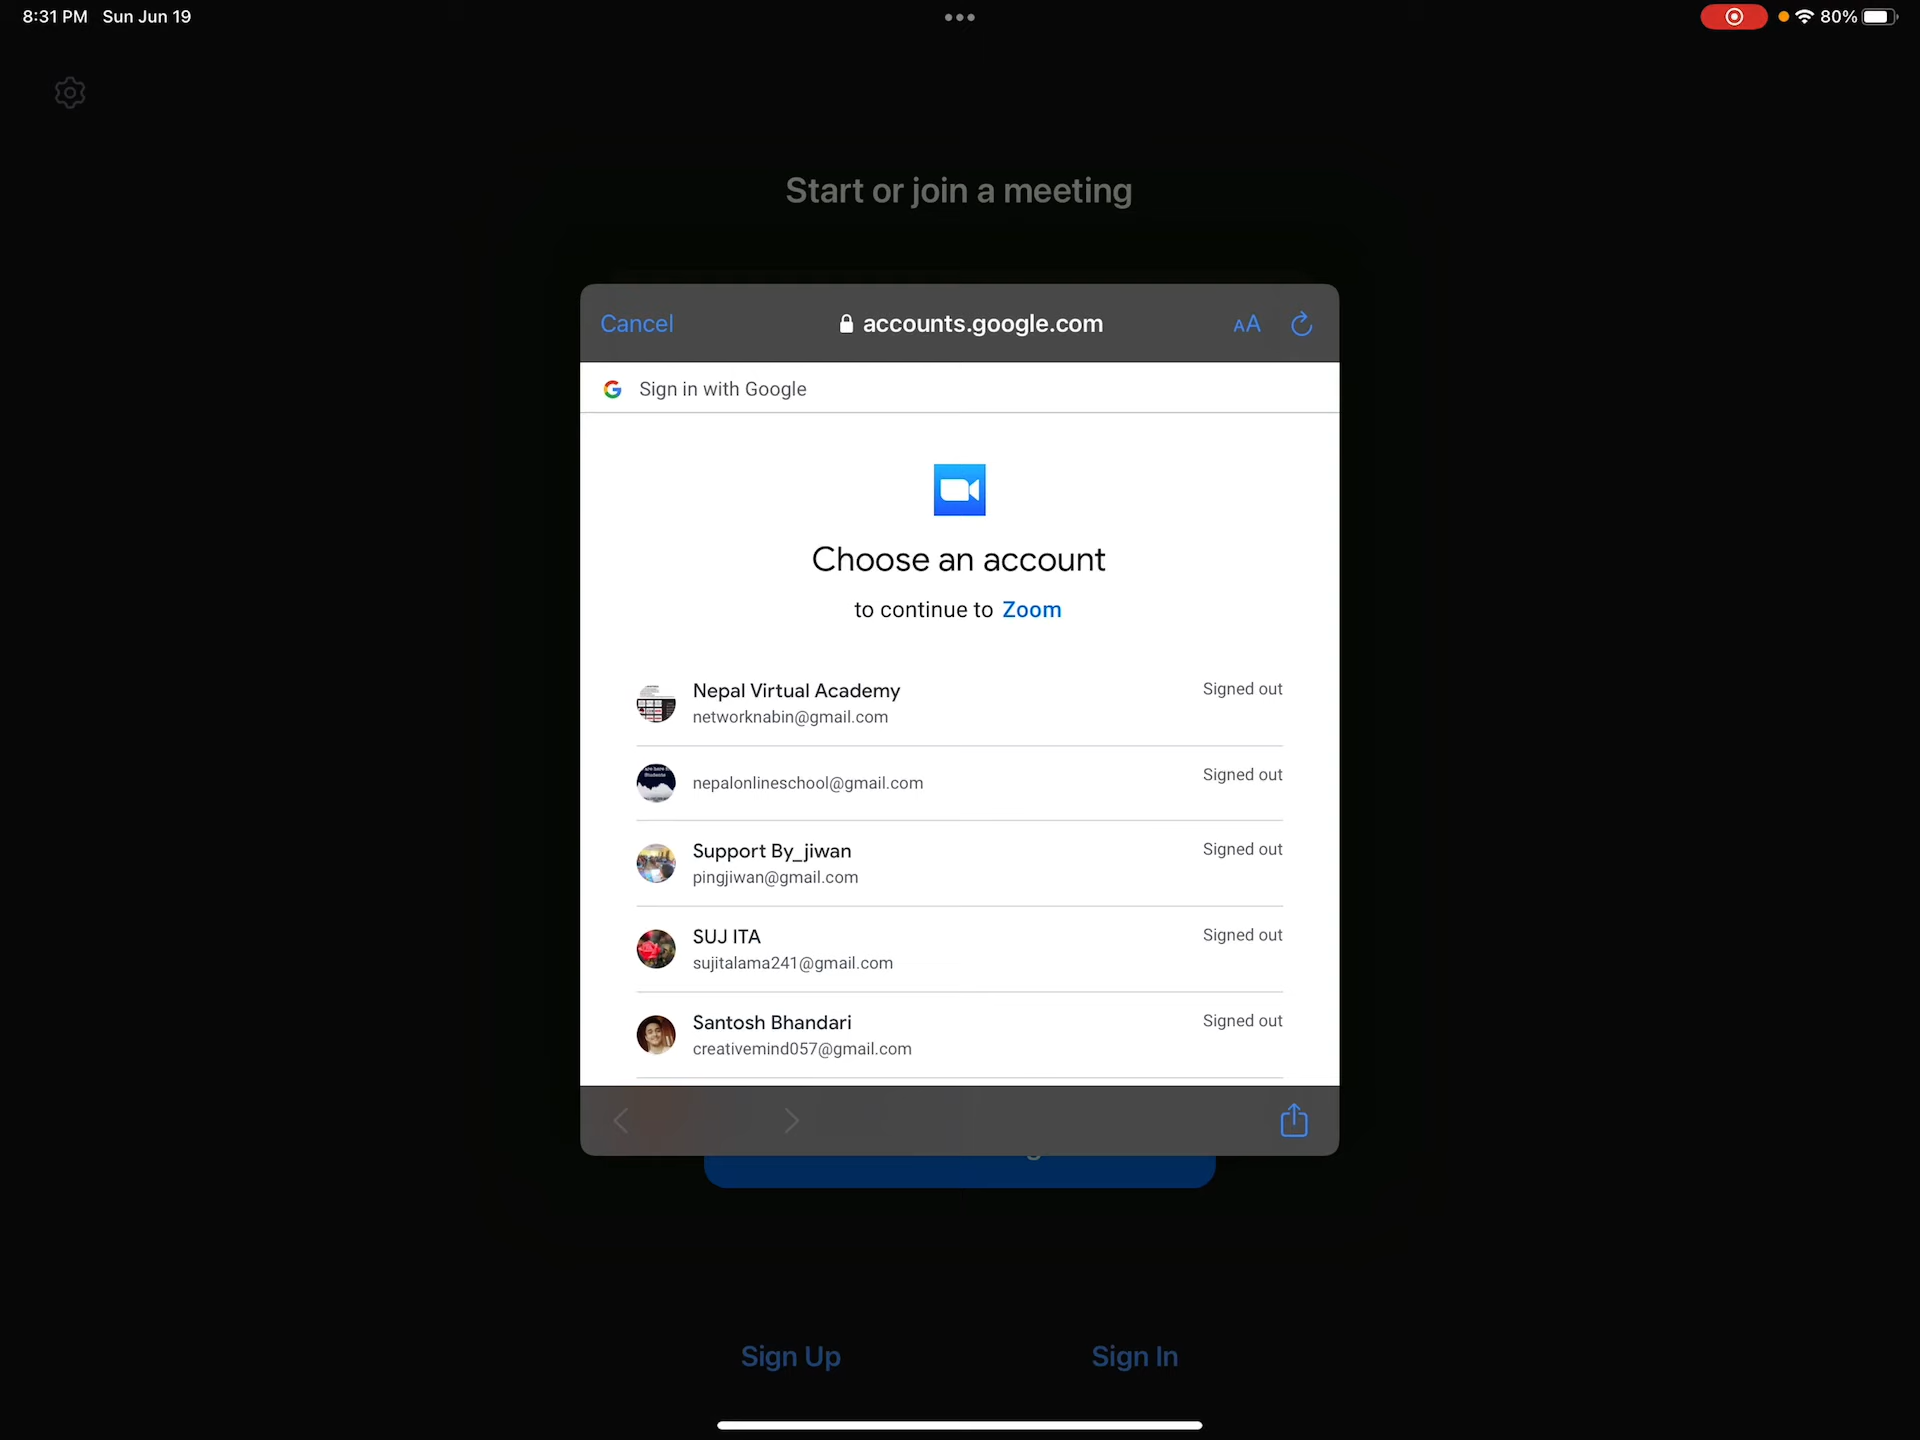 8:31 PM Sun Jun 19
80%
Start or join a meeting
Cancel
accounts.google.com
AA
Sign in with Google
Choose an account
to continue to Zoom
Nepal Virtual Academy
Signed out
networknabin@gmail.com
nepalonlineschool@gmail.com
Signed out
Support By_jiwan
Signed out
pingjiwan@gmail.com
SUJ ITA
Signed out
sujitalama241@gmail.com
Santosh Bhandari
Signed out
creativemind057@gmail.com
Sign Up
Sign In